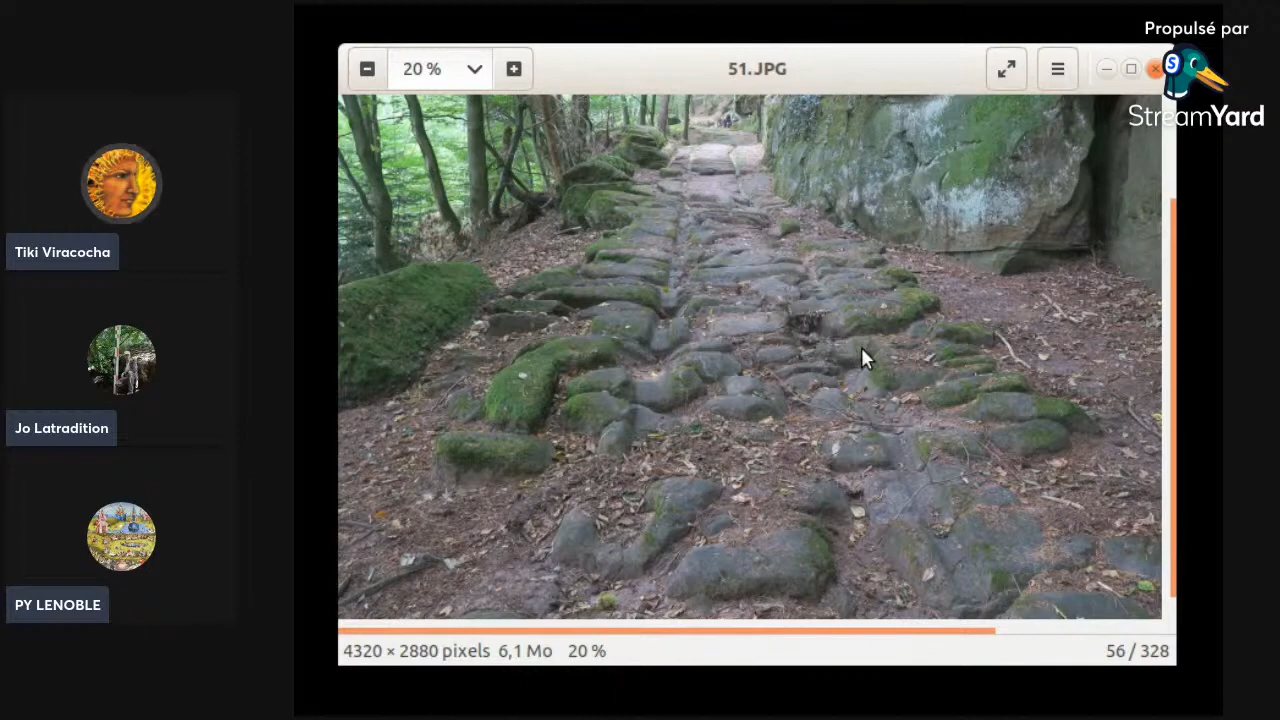 Propulsé par
StreamYard
20 %
51.JPG
Tiki Viracocha
Jo Latradition
PY LENOBLE
4320 × 2880 pixels 6,1 Mo 20 %
56 / 328